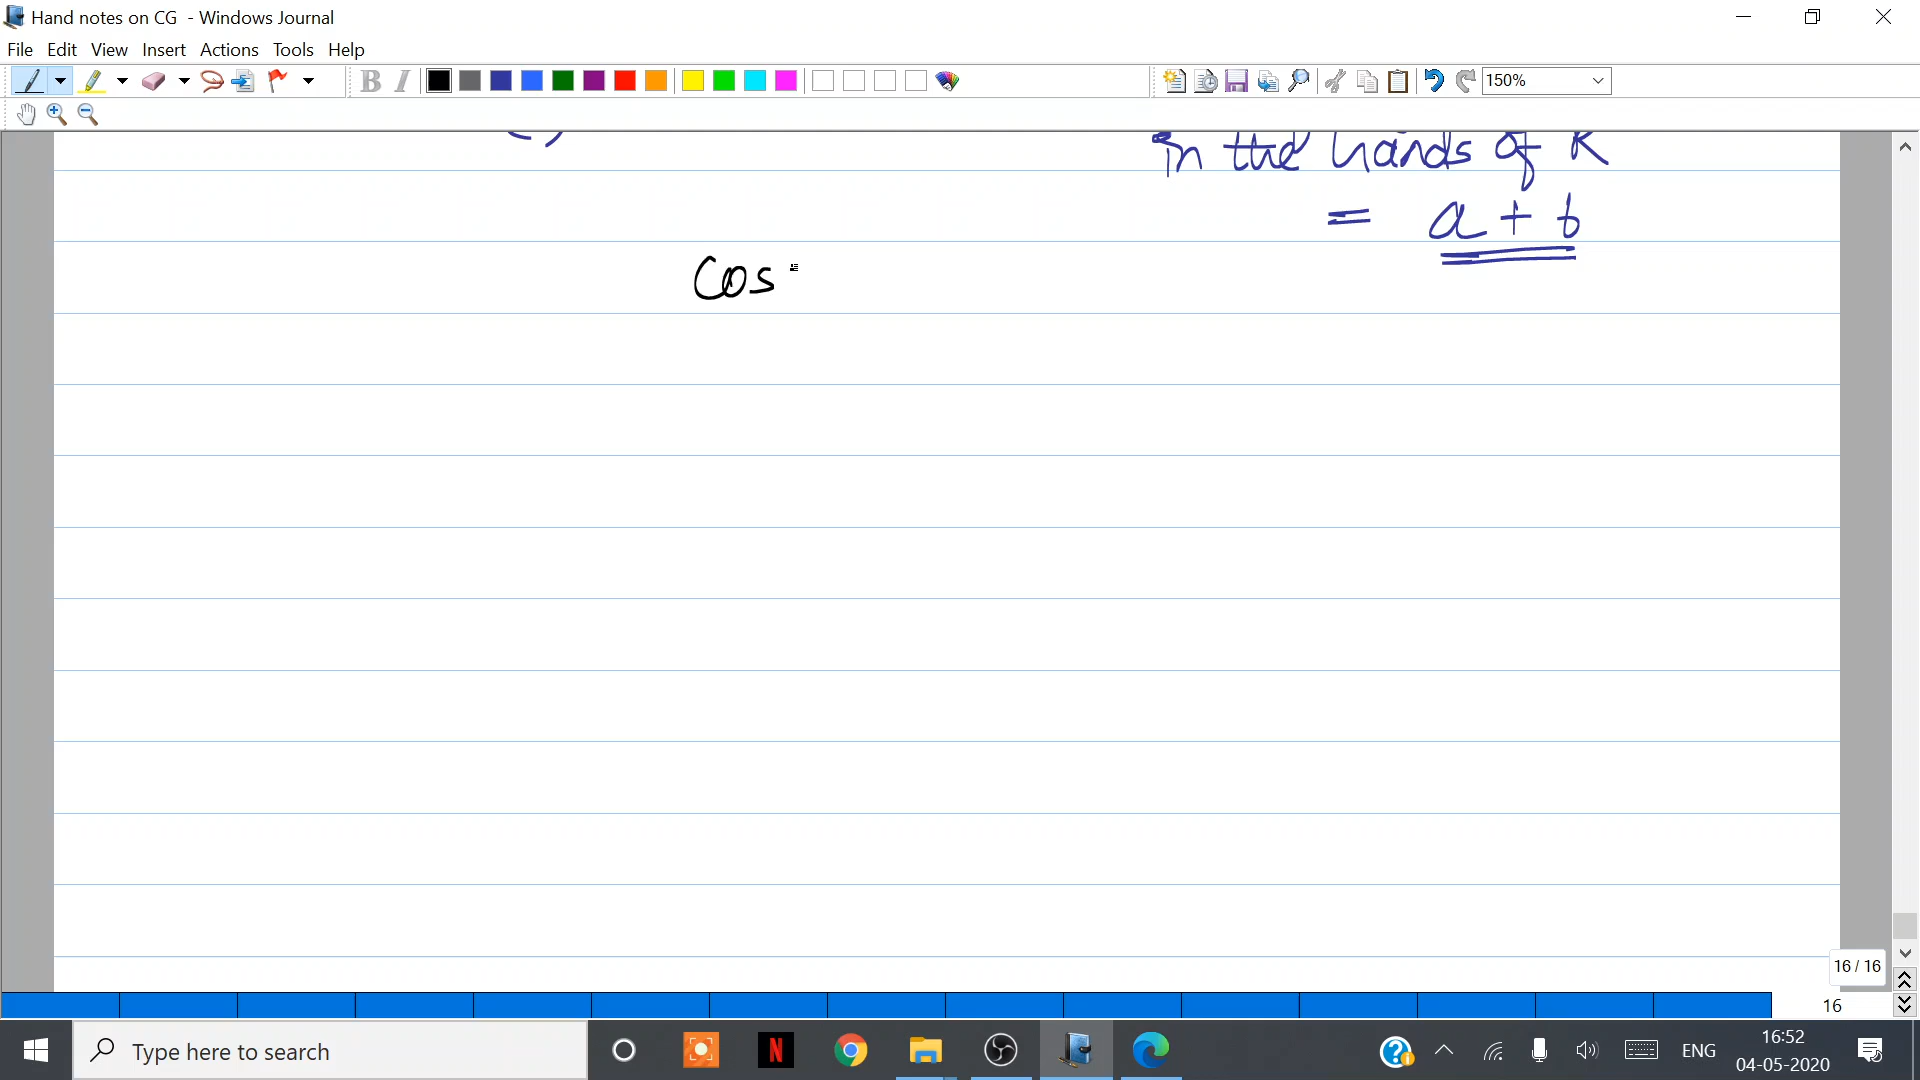 Hand notes on CG - Windows Journal
File Edit View Insert Actions Tools Help
B I 150%
in the hands of R
= a + b
Cos
16 / 16
16
Type here to search
N
ENG
16:52
04-05-2020